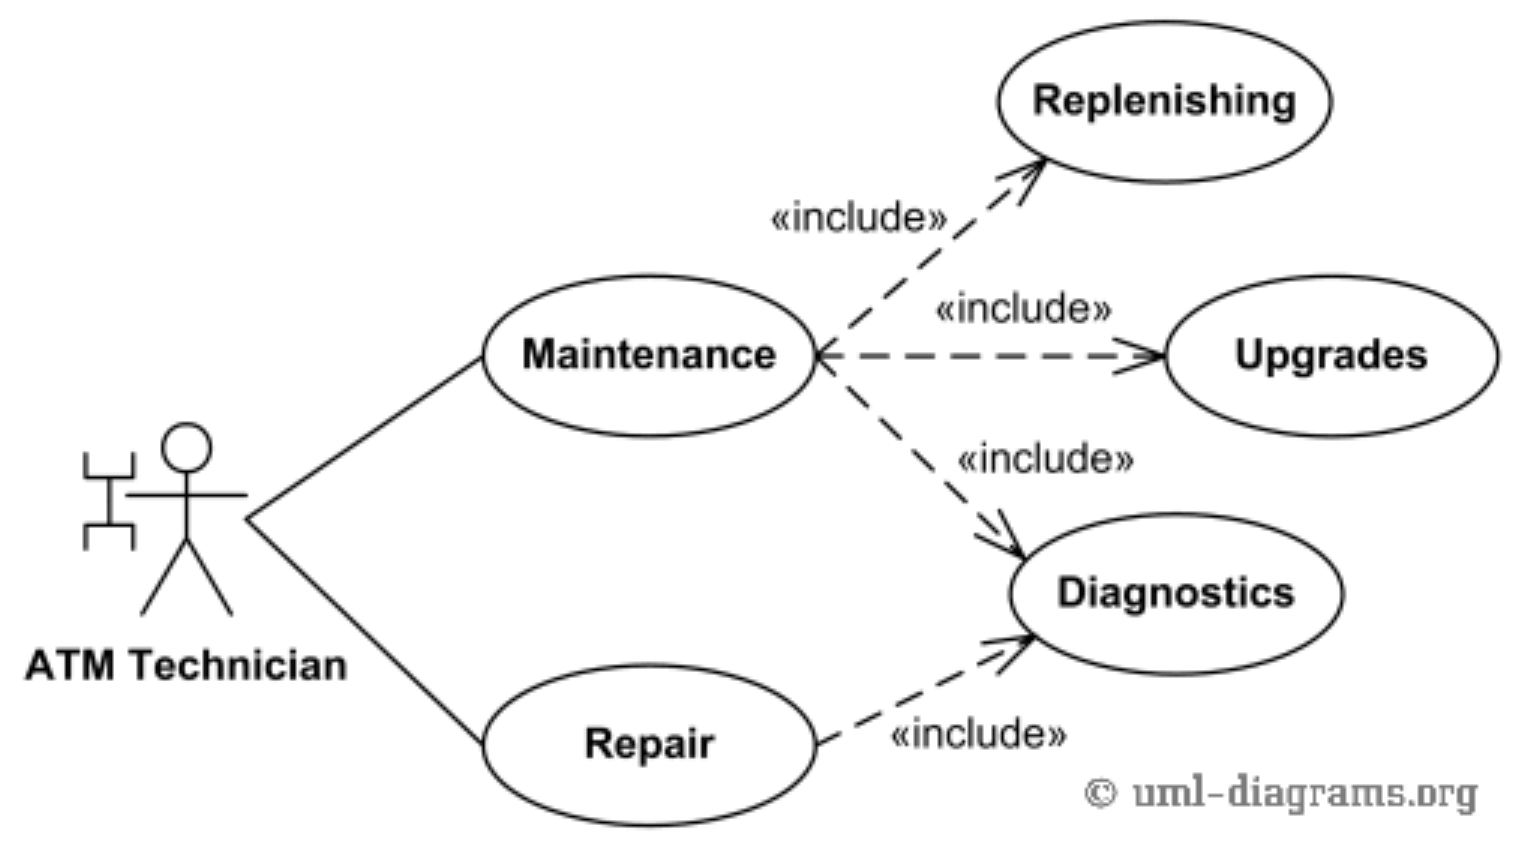 Replenishing
«include»
«include»
Maintenance
Upgrades
«include»
Diagnostics
ATM Technician
Repair
«include»
© uml-diagrams.org